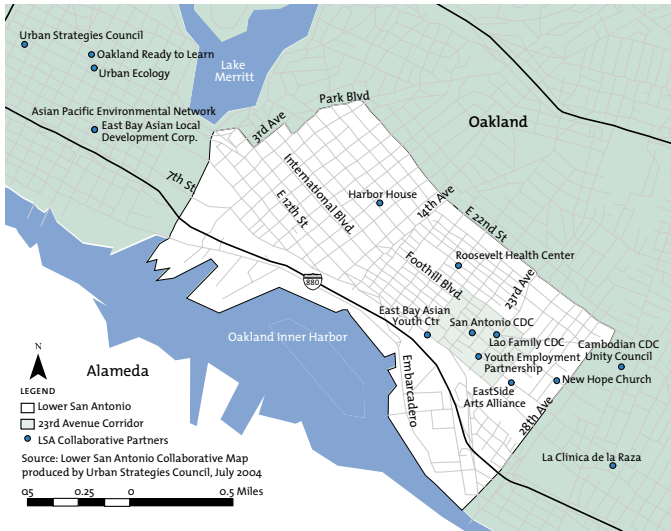 Urban Strategies Council
Oakland Ready to Learn
Urban Ecology
Lake
Merritt
Asian Pacific Environmental Network
East Bay Asian Local
Development Corp.
Park Blvd
3rd Ave
Oakland
7th St
International Blvd.
E 12th St
Harbor House
14th Ave
E 22nd St
Roosevelt Health Center
Foothill Blvd.
23rd Ave
880
East Bay Asian
Youth Ctr
San Antonio CDC
Lao Family CDC
Cambodian CDC
Unity Council
Youth Employment
Partnership
New Hope Church
EastSide
Arts Alliance
28th Ave
Oakland Inner Harbor
Embarcadero
La Clinica de la Raza
N
Alameda
LEGEND
Lower San Antonio
23rd Avenue Corridor
LSA Collaborative Partners
Source: Lower San Antonio Collaborative Map
produced by Urban Strategies Council, July 2004
05 0.25 0 0.5 Miles